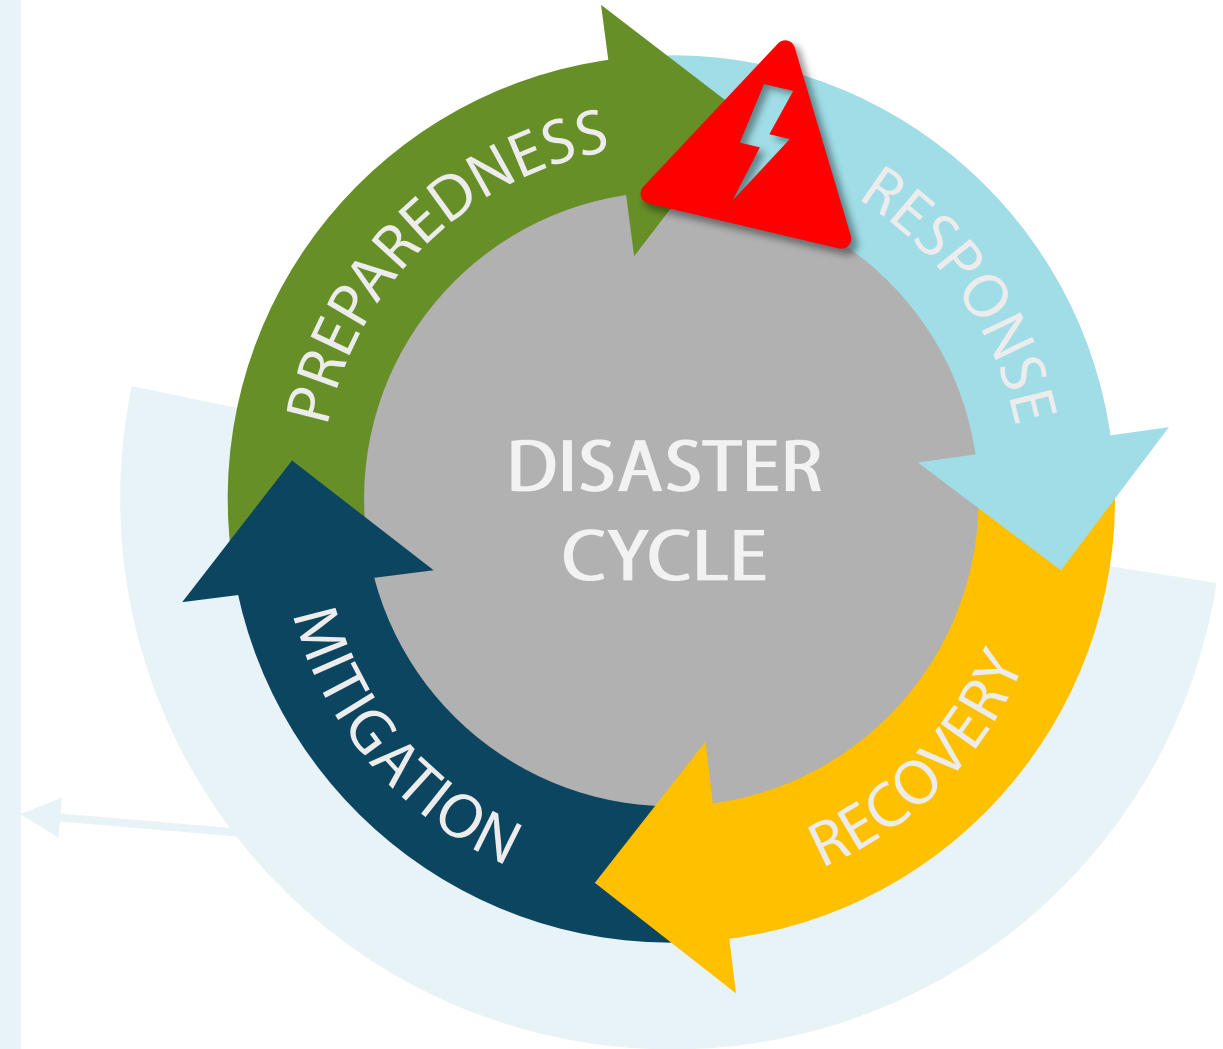 PREPAREDNESS
RESPONSE
DISASTER
CYCLE
MITIGATION
RECOVERY